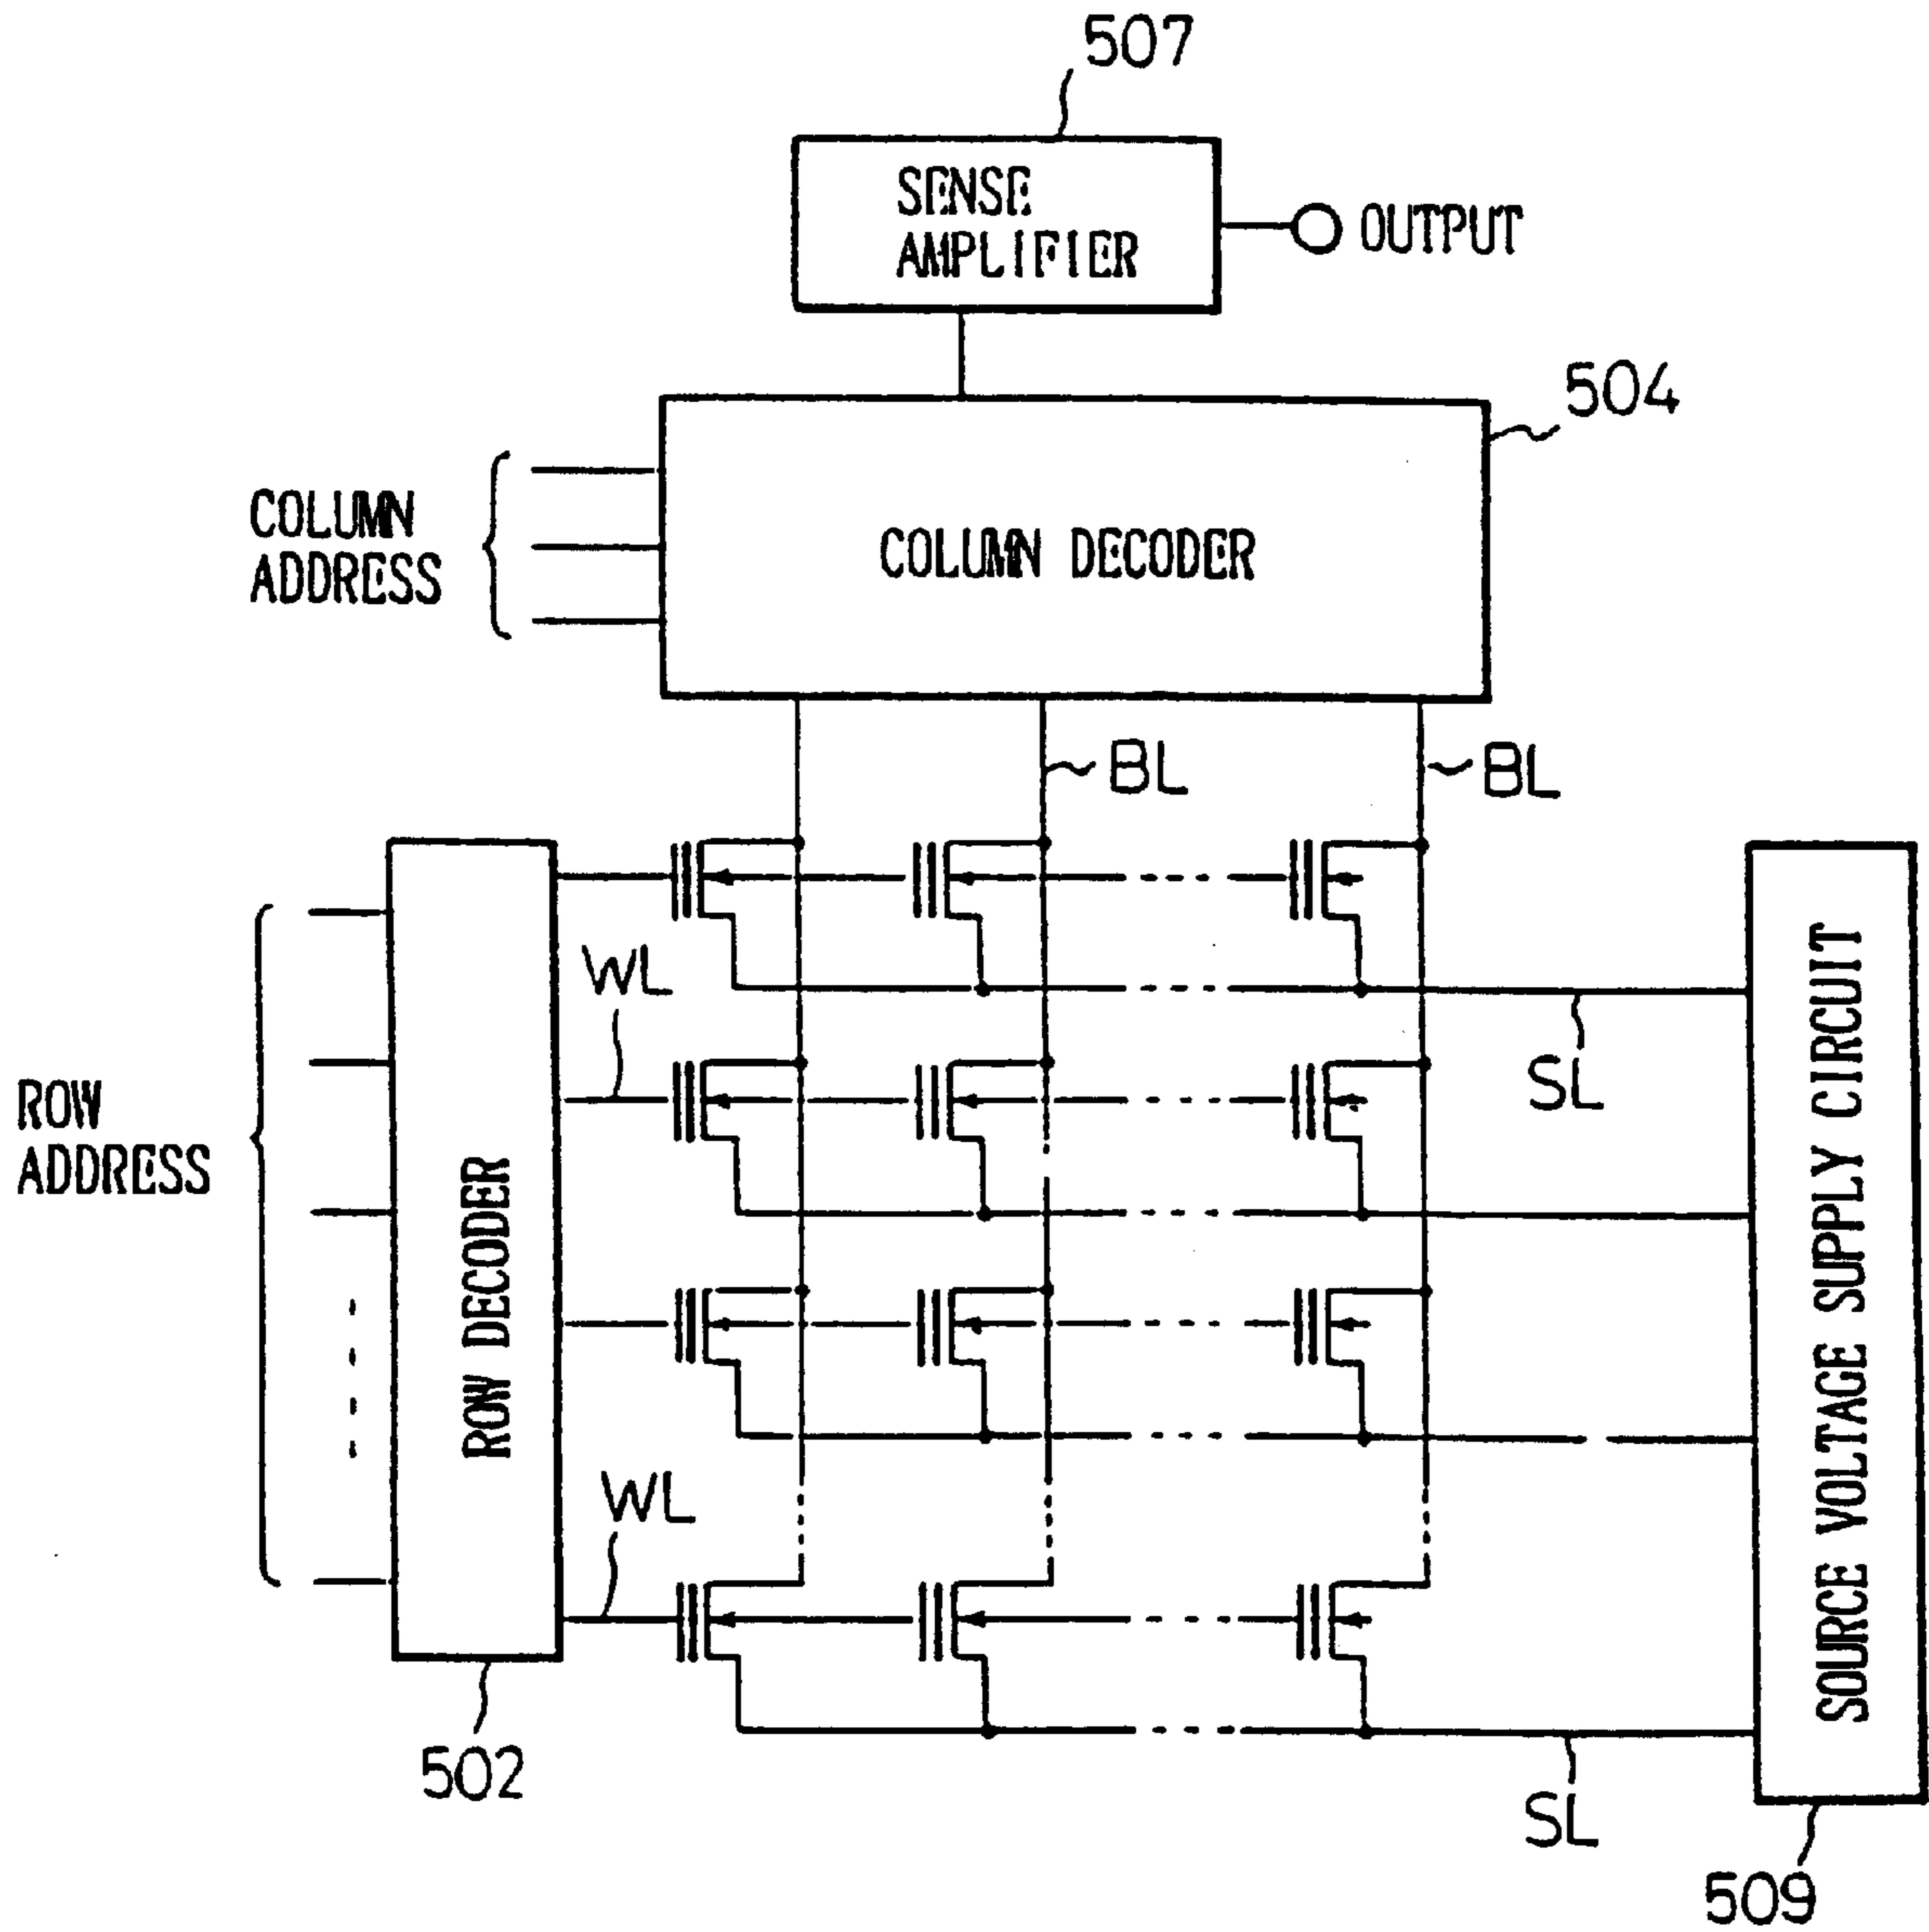 507
SENSE
AMPLIFIER
OUTPUT
504
COLUMN
ADDRESS
COLUMN DECODER
BL
BL
WL
SL
ROW
ADDRESS
ROW DECODER
SOURCE VOLTAGE SUPPLY CIRCUIT
WL
502
SL
509